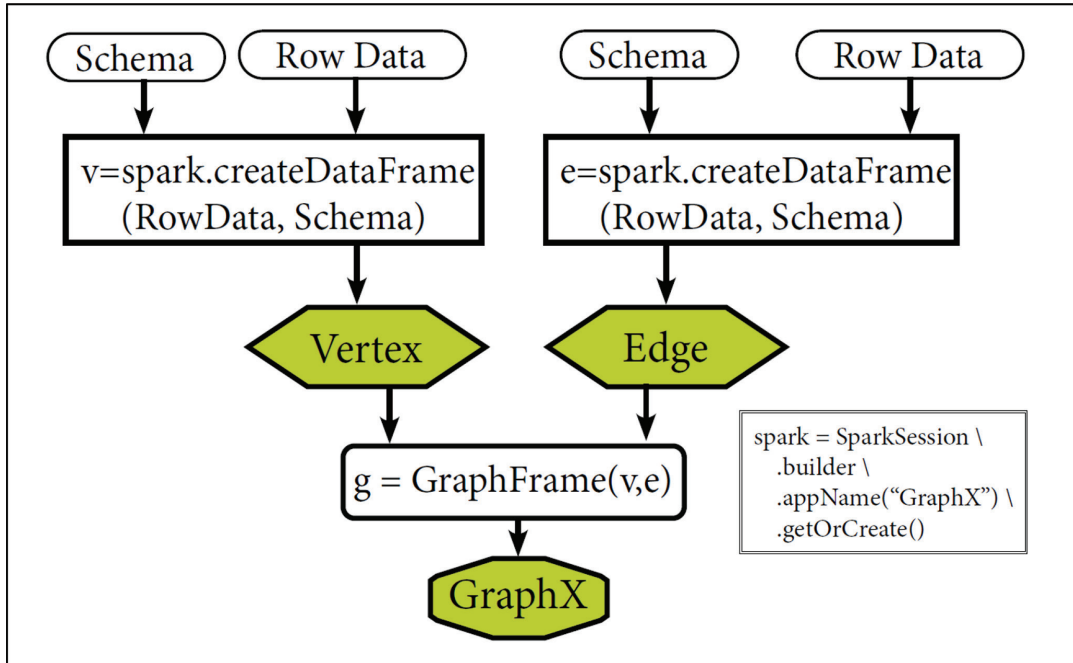 Schema
Row Data
Schema
Row Data
v=spark.createDataFrame
(RowData, Schema)
e=spark.createDataFrame
(RowData, Schema)
Vertex
Edge
g = GraphFrame(v,e)
spark = SparkSession \
.builder \
.appName(“GraphX”) \
.getOrCreate()
GraphX